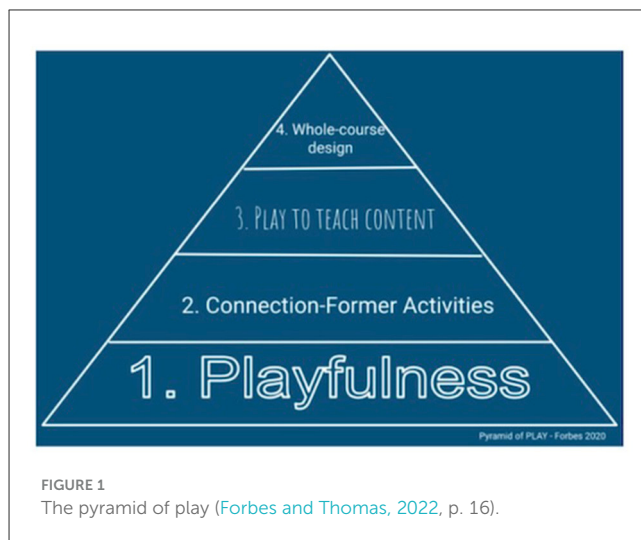 4. Whole-course
design
3. PLAY TO TEACH CONTENT
2. Connection-Former Activities
1. Playfulness
Pyramid of PLAY - Forbes 2020
FIGURE 1
The pyramid of play (Forbes and Thomas, 2022, p. 16).